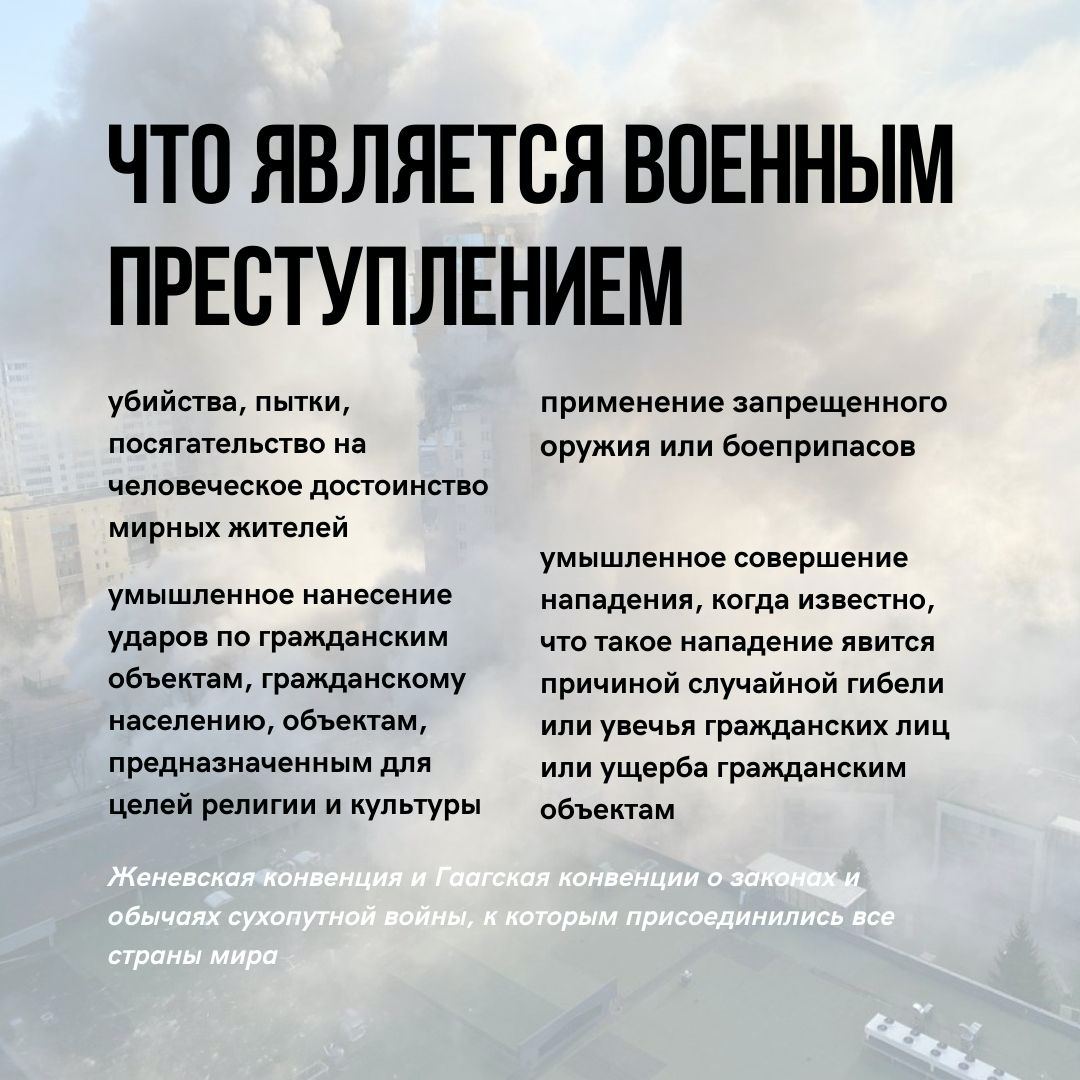 ЧТО ЯВЛЯЕТСЯ ВОЕННЫМ
ПРЕСТУПЛЕНИЕМ
убийства, пытки,
посягательство на
человеческое достоинство
мирных жителей
умышленное нанесение
ударов по гражданским
объектам, гражданскому
населению, объектам,
предназначенным для
целей религии и культуры
применение запрещенного
оружия или боеприпасов
умышленное совершение
нападения, когда известно,
что такое нападение явится
причиной случайной гибели
или увечья гражданских лиц
или ущерба гражданским
объектам
Женевская конвенция и Гаагская конвенции о законах и
обычаях сухопутной войны, к которым присоединились все
страны мира